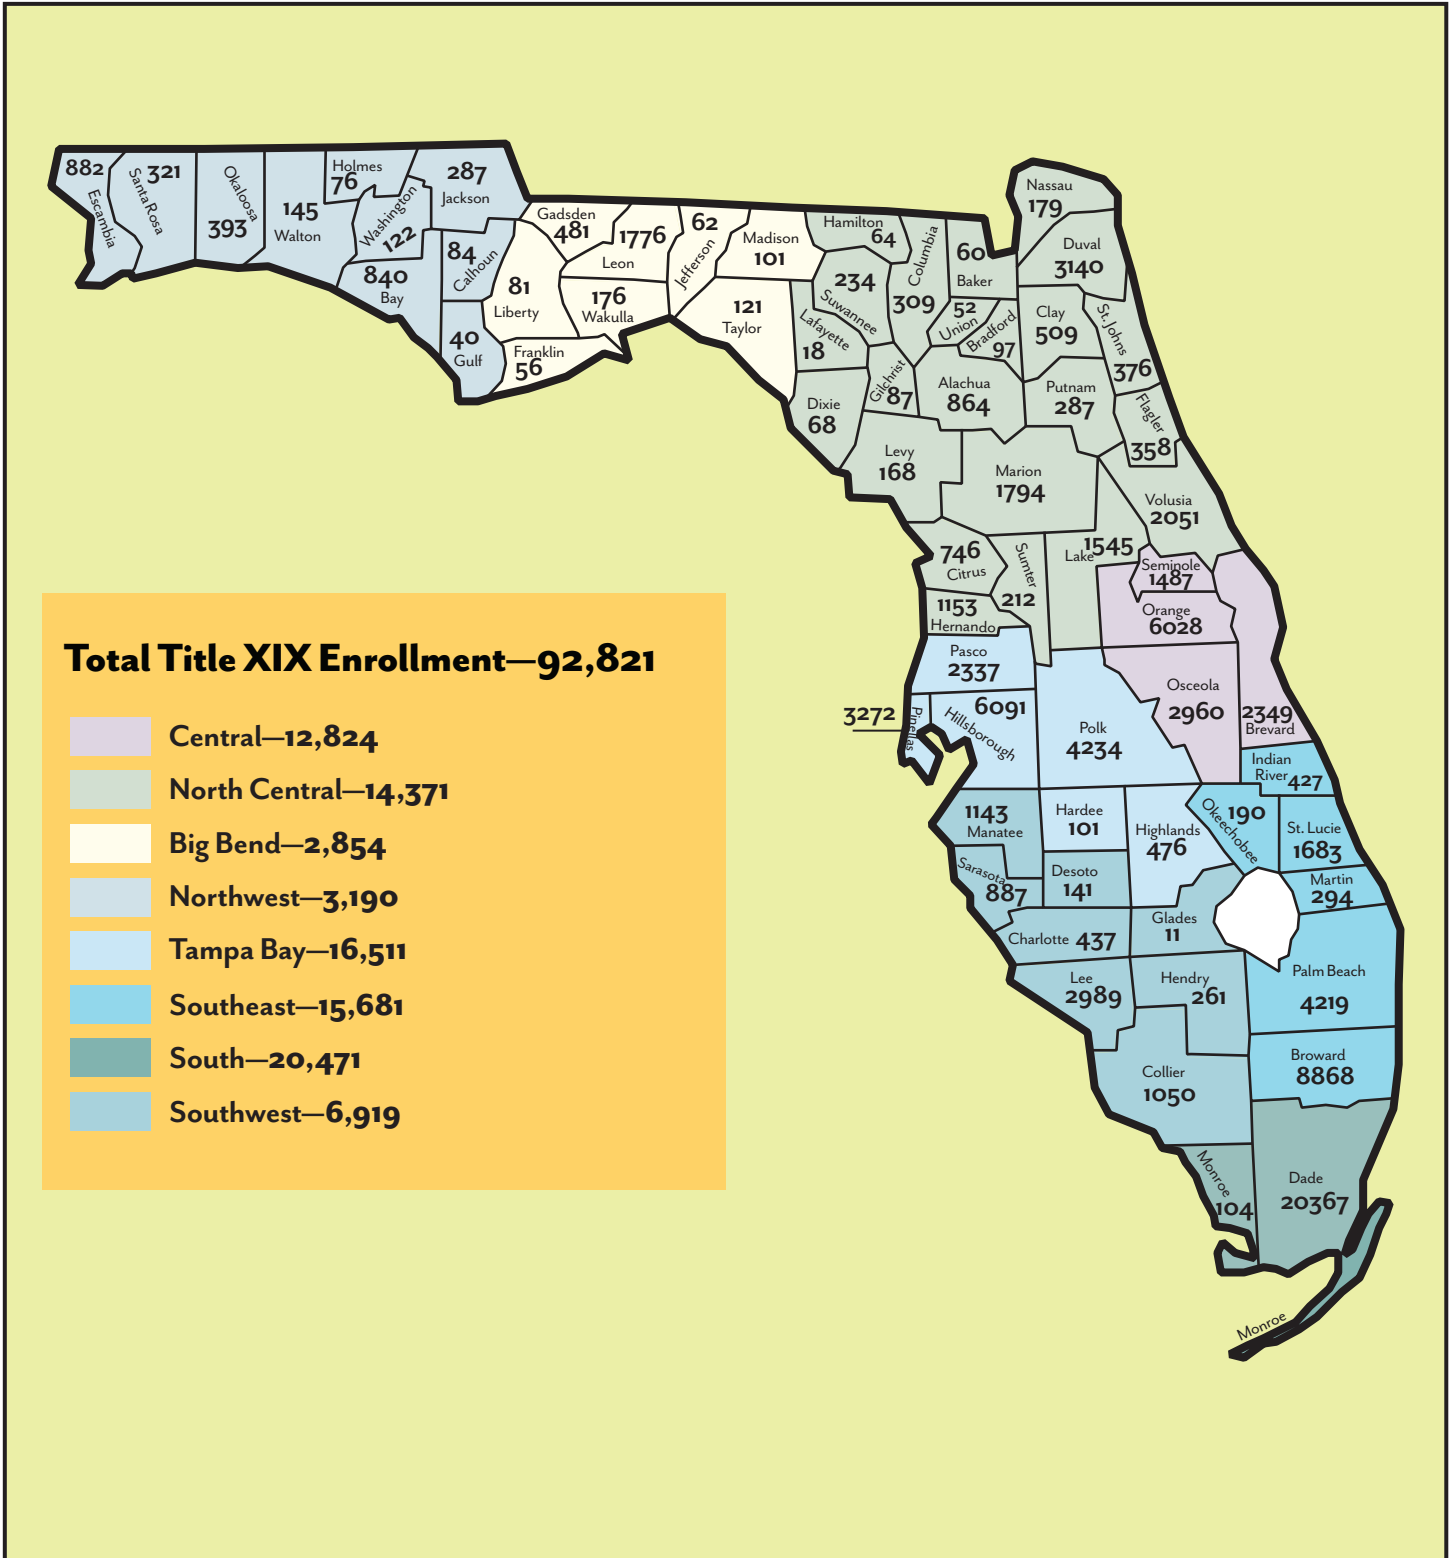 882
Escambia
321
Santa Rosa
Okaloosa
393
145
Walton
Holmes
76
Washington
122
287
Jackson
840
Bay
84
Calhoun
40
Gulf
Gadsden
481
81
Liberty
Franklin
56
1776
Leon
176
Wakulla
62
Jefferson
Madison
101
121
Taylor
Hamilton
64
234
Suwannee
Lafayette
18
Columbia
309
60
Baker
52
Union
Bradford
97
Nassau
179
Duval
3140
Clay
509
St. Johns
376
Dixie
68
Gilchrist
87
Alachua
864
Putnam
287
Flagler
358
Levy
168
Marion
1794
Volusia
2051
746
Citrus
Sumter
212
Lake
1545
Seminole
1487
1153
Hernando
Orange
6028
Pasco
2337
3272
Pinellas
6091
Hillsborough
Polk
4234
Osceola
2960
2349
Brevard
Indian
River 427
1143
Manatee
Hardee
101
Highlands
476
190
Okeechobee
St. Lucie
1683
Sarasota
887
Desoto
141
Martin
294
Charlotte 437
Glades
11
Lee
2989
Hendry
261
Palm Beach
4219
Collier
1050
Broward
8868
Monroe
104
Dade
20367
Monroe
Total Title XIX Enrollment—92,821
Central—12,824
North Central—14,371
Big Bend—2,854
Northwest—3,190
Tampa Bay—16,511
Southeast—15,681
South—20,471
Southwest—6,919